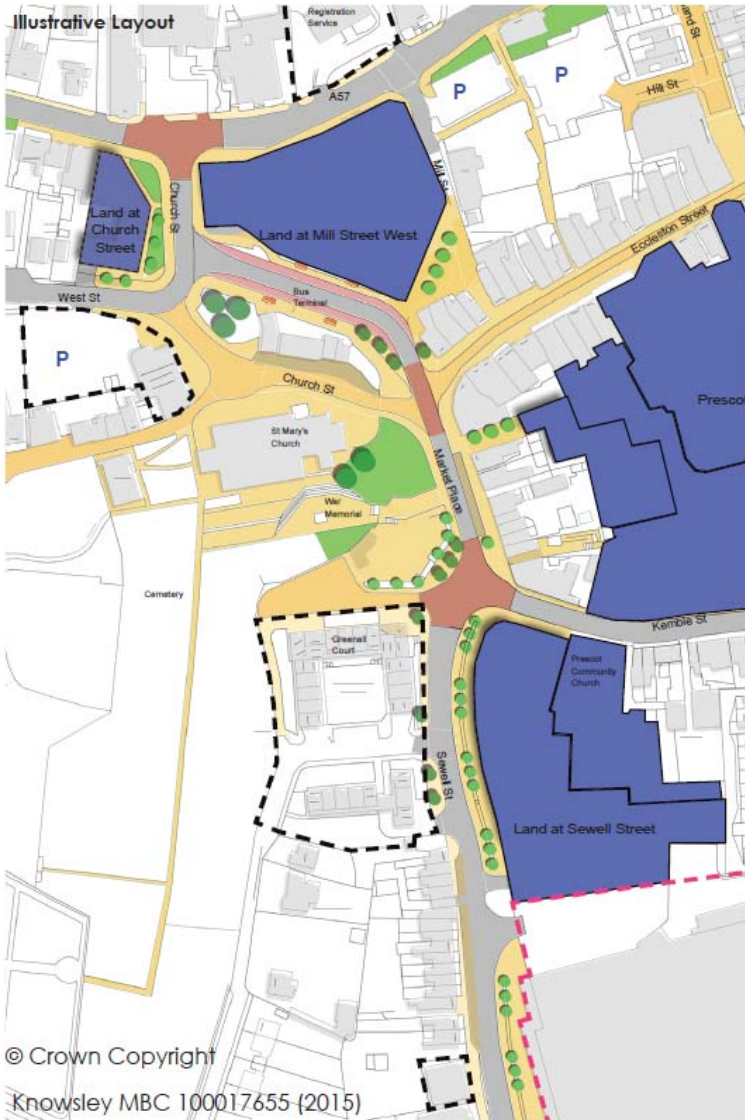 Illustrative Layout
Registration
Service
A57
P
P
Hill St
Mill St
Church St
Land at
Church
Street
Land at Mill Street West
Eccleston Street
West St
Bus
Terminal
P
Church St
Prescot
St Mary's
Church
Market Place
War
Memorial
Cemetery
Kemble St
Greenall
Court
Prescot
Community
Church
Sewell St
Land at Sewell Street
© Crown Copyright
Knowsley MBC 100017655 (2015)